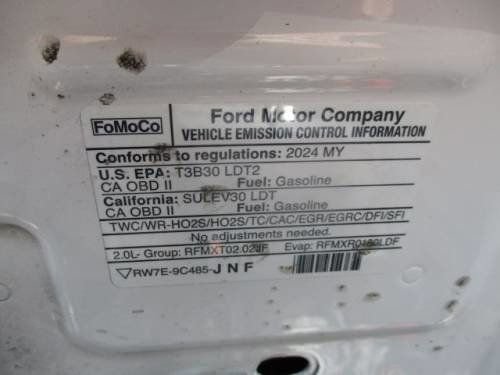 FoMoCo
Ford Motor Company
VEHICLE EMISSION CONTROL INFORMATION
Conforms to regulations: 2024 MY
U.S. EPA: T3B30 LDT2
CA OBD II Fuel: Gasoline
California: SULEV30 LDT
CA OBD II Fuel: Gasoline
TWC/WR-HO2S/HO2S/TC/CAC/EGR/EGRC/DFI/SFI
No adjustments needed.
2.0L- Group: Evap:
RW7E-9C485-JNF